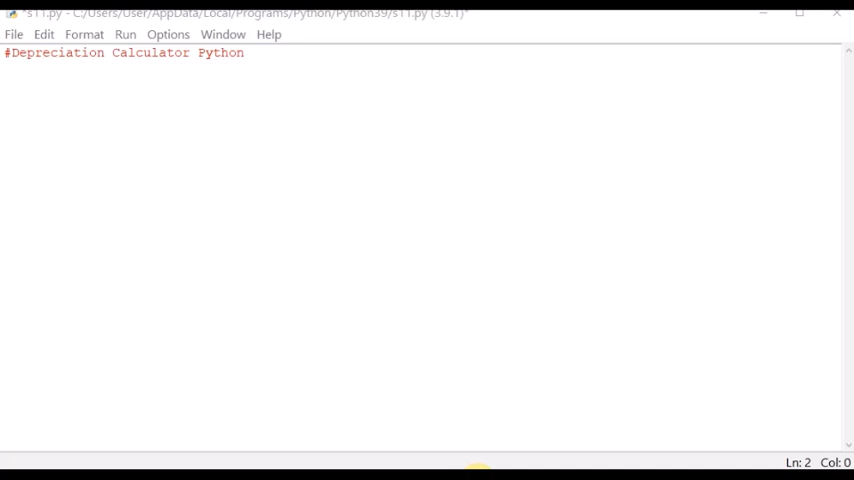 *s11.py - C:/Users/User/AppData/Local/Programs/Python/Python39/s11.py (3.9.1)*
File Edit Format Run Options Window Help
#Depreciation Calculator Python
Ln: 2 Col: 0